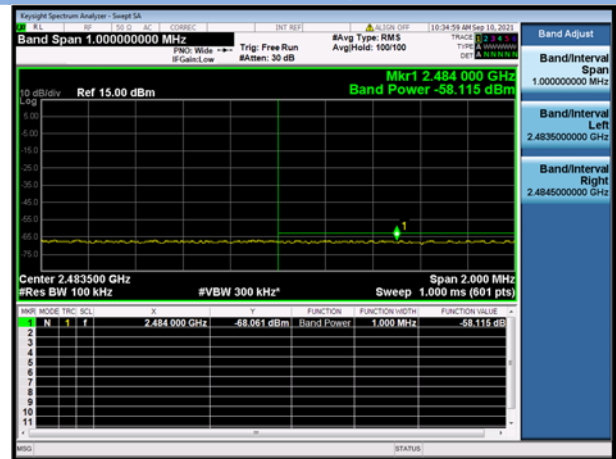 Keysight Spectrum Analyzer - Swept SA
RL RF 50 Ω AC CORREC INT REF ALIGN OFF 10:34:59 AM Sep 10, 2021
Band Span 1.000000000 MHz
PNO: Wide
IFGain:Low
Trig: Free Run
#Atten: 30 dB
#Avg Type: RMS
Avg|Hold: 100/100
TRACE 1 2 3 4 5 6
TYPE A WWWWW
DET A N N N N N
Mkr1 2.484 000 GHz
Band Power -58.115 dBm
10 dB/div Ref 15.00 dBm
Log
5.00
-5.00
-15.0
-25.0
-35.0
-45.0
-55.0
-65.0
-75.0
1
Center 2.483500 GHz
Span 2.000 MHz
#Res BW 100 kHz
#VBW 300 kHz*
Sweep 1.000 ms (601 pts)
MKR MODE TRC SCL X Y FUNCTION FUNCTION WIDTH FUNCTION VALUE
1 N 1 f 2.484 000 GHz -68.061 dBm Band Power 1.000 MHz -58.115 dB
2
3
4
5
6
7
8
9
10
11
MSG
STATUS
Band Adjust
Band/Interval
Span
1.000000000 MHz
Band/Interval
Left
2.4835000000 GHz
Band/Interval
Right
2.4845000000 GHz